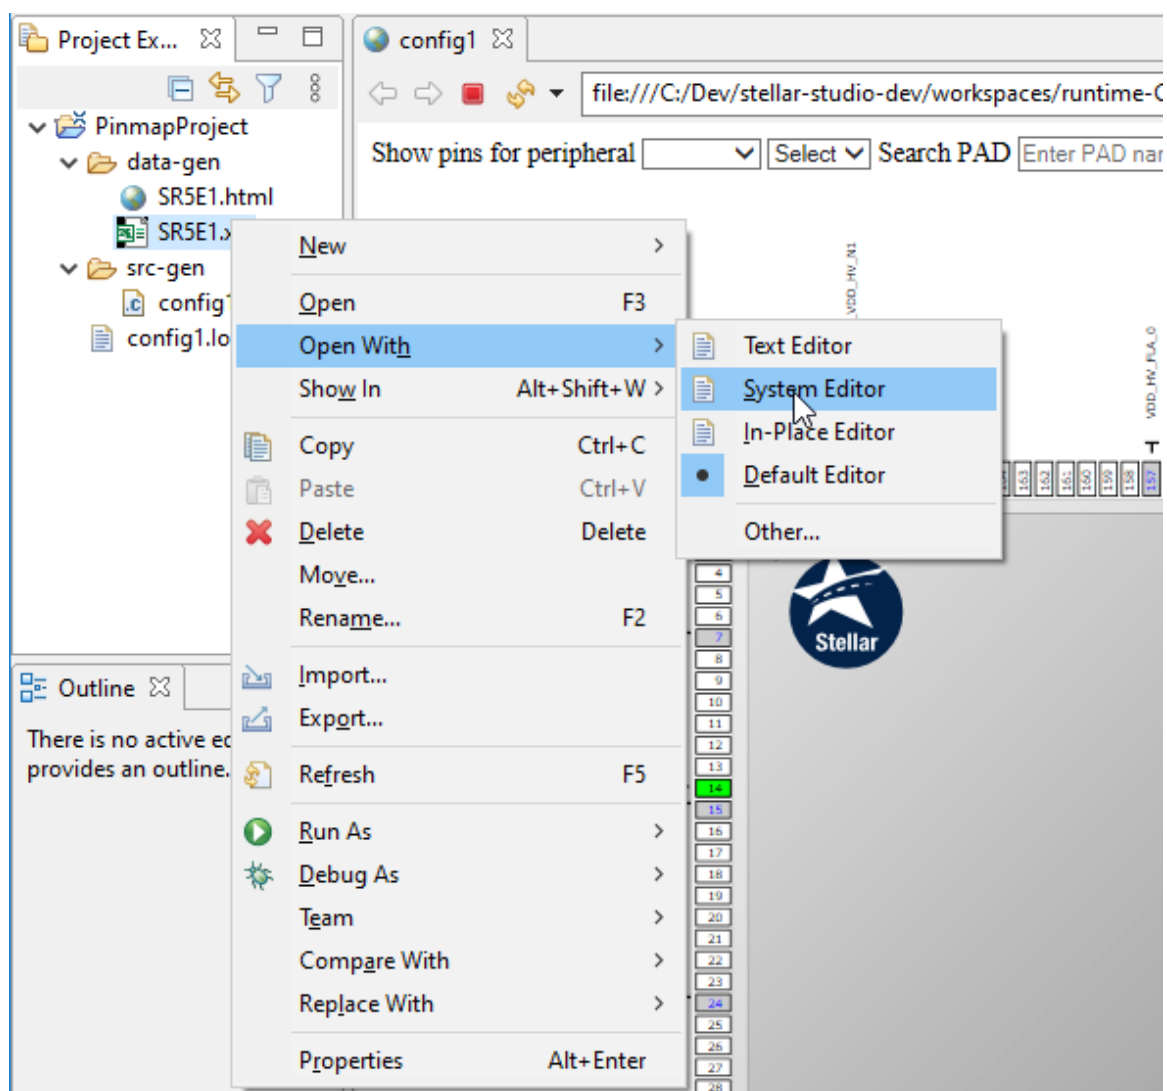 Project Ex...
config1
file:///C:/Dev/stellar-studio-dev/workspaces/runtime-C
PinmapProject
data-gen
SR5E1.html
SR5E1.x
src-gen
config1
config1.lo
Show pins for peripheral Select Search PAD Enter PAD nam
New
Open F3
Open With
Show In Alt+Shift+W
Copy Ctrl+C
Paste Ctrl+V
Delete Delete
Move...
Rename... F2
Import...
Export...
Refresh F5
Run As
Debug As
Team
Compare With
Replace With
Properties Alt+Enter
Text Editor
System Editor
In-Place Editor
Default Editor
Other...
VDD_HV_N1
VDD_HV_FLA_0
163 162 161 160 159 158 157
Stellar
4
5
6
7
8
9
10
11
12
13
14
15
16
17
18
19
20
21
22
23
24
25
26
27
28
Outline
There is no active ed
provides an outline.